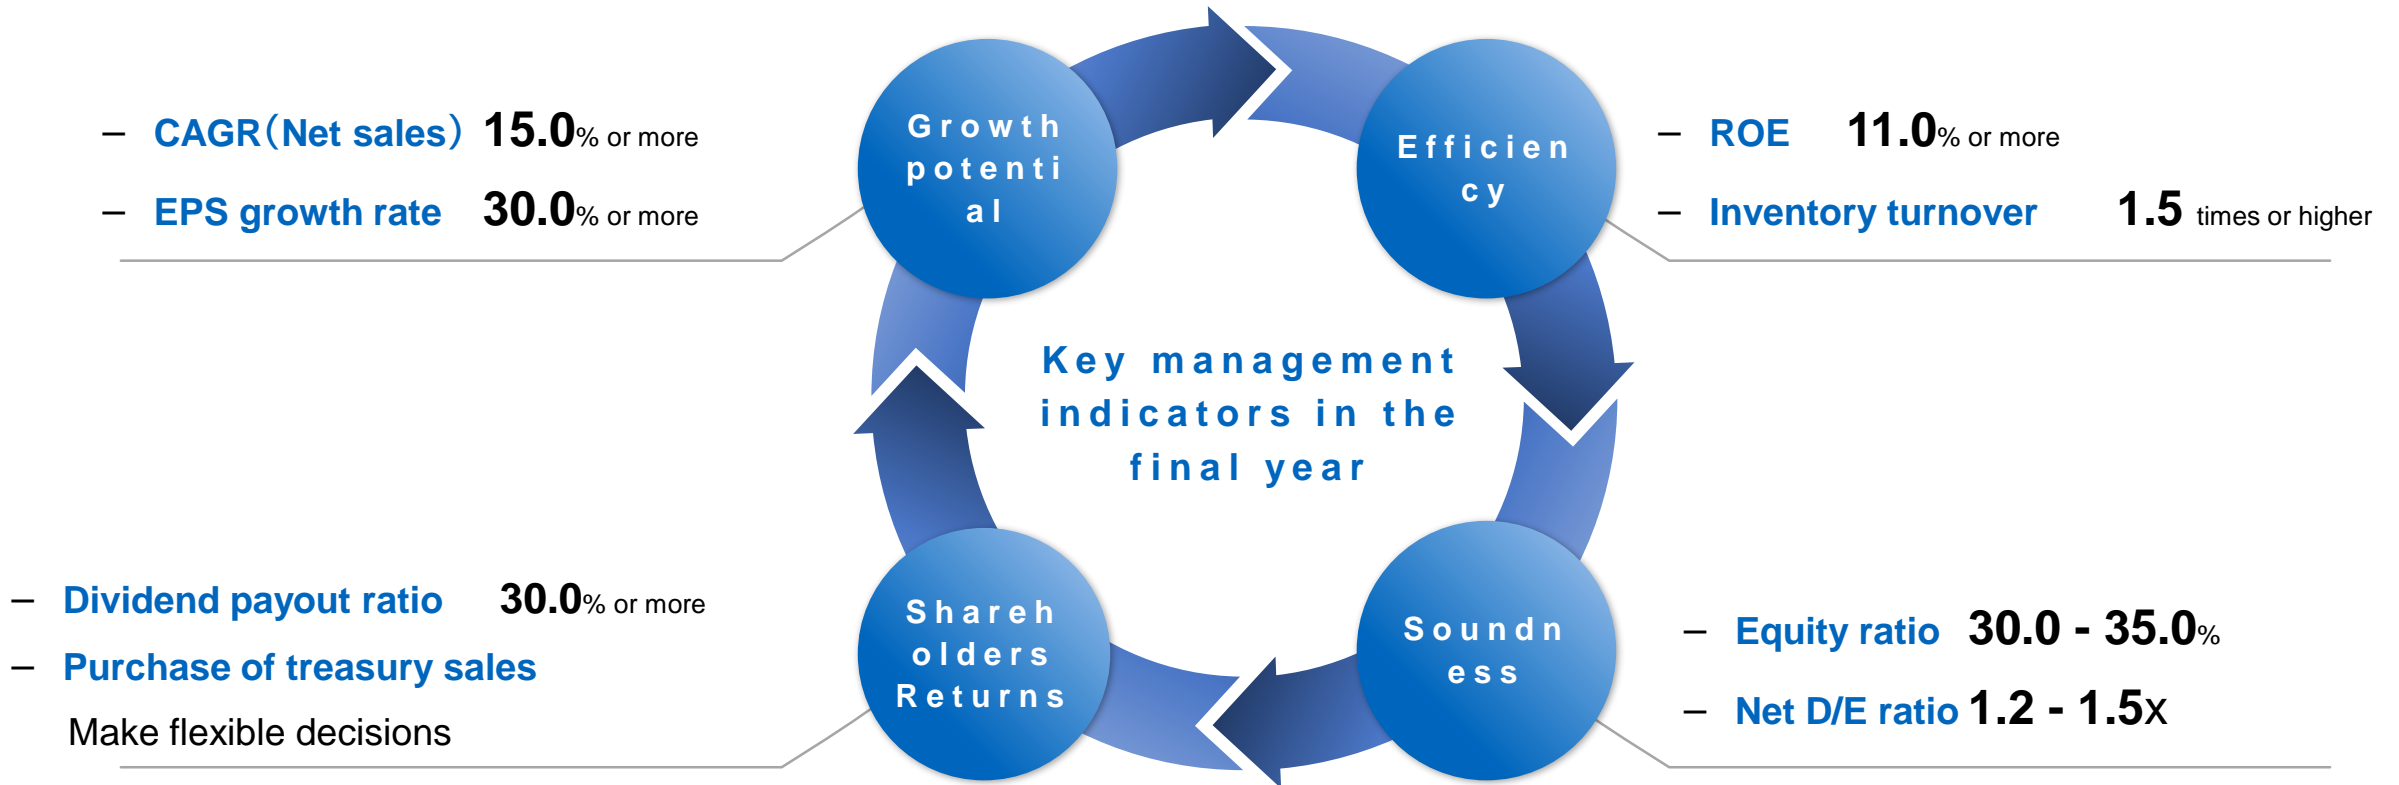 – CAGR（Net sales） 15.0% or more
– EPS growth rate 30.0% or more
Growth
potenti
al
Efficien
cy
– ROE 11.0% or more
– Inventory turnover 1.5 times or higher
Key management
indicators in the
final year
– Dividend payout ratio 30.0% or more
– Purchase of treasury sales
Make flexible decisions
Shareh
olders
Returns
Soundn
ess
– Equity ratio 30.0 - 35.0%
– Net D/E ratio 1.2 - 1.5x